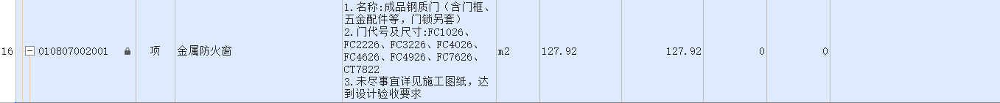 1.名称:成品钢质门（含门框、
五金配件等，门锁另套）
2.门代号及尺寸:FC1026、
FC2226、FC3226、FC4026、
FC4626、FC4926、FC7626、
CT7822
3.未尽事宜详见施工图纸，达
到设计验收要求
16 010807002001 项 金属防火窗 m2 127.92 127.92 0 0